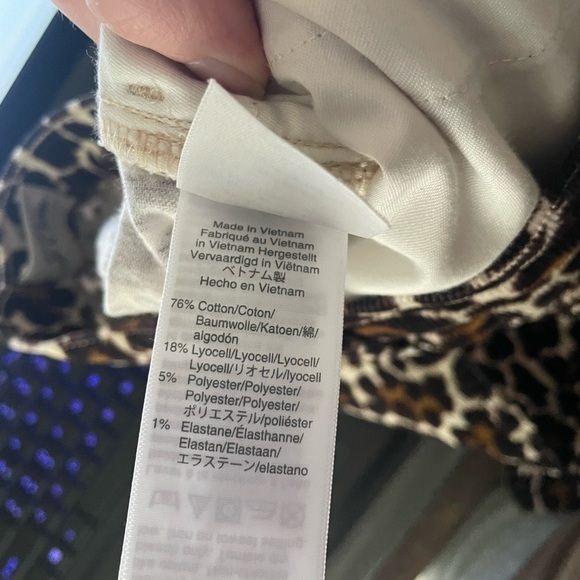 Made in Vietnam
Fabriqué au Vietnam
in Vietnam Hergestellt
Vervaardigd in Viëtnam
ベトナム製
Hecho en Vietnam
76% Cotton/Coton/
Baumwolle/Katoen/綿/
algodón
18% Lyocell/Lyocell/Lyocell/
Lyocell/リオセル/lyocell
5% Polyester/Polyester/
Polyester/Polyester/
ポリエステル/poliéster
1% Elastane/Élasthanne/
Elastan/Elastaan/
エラステーン/elastano